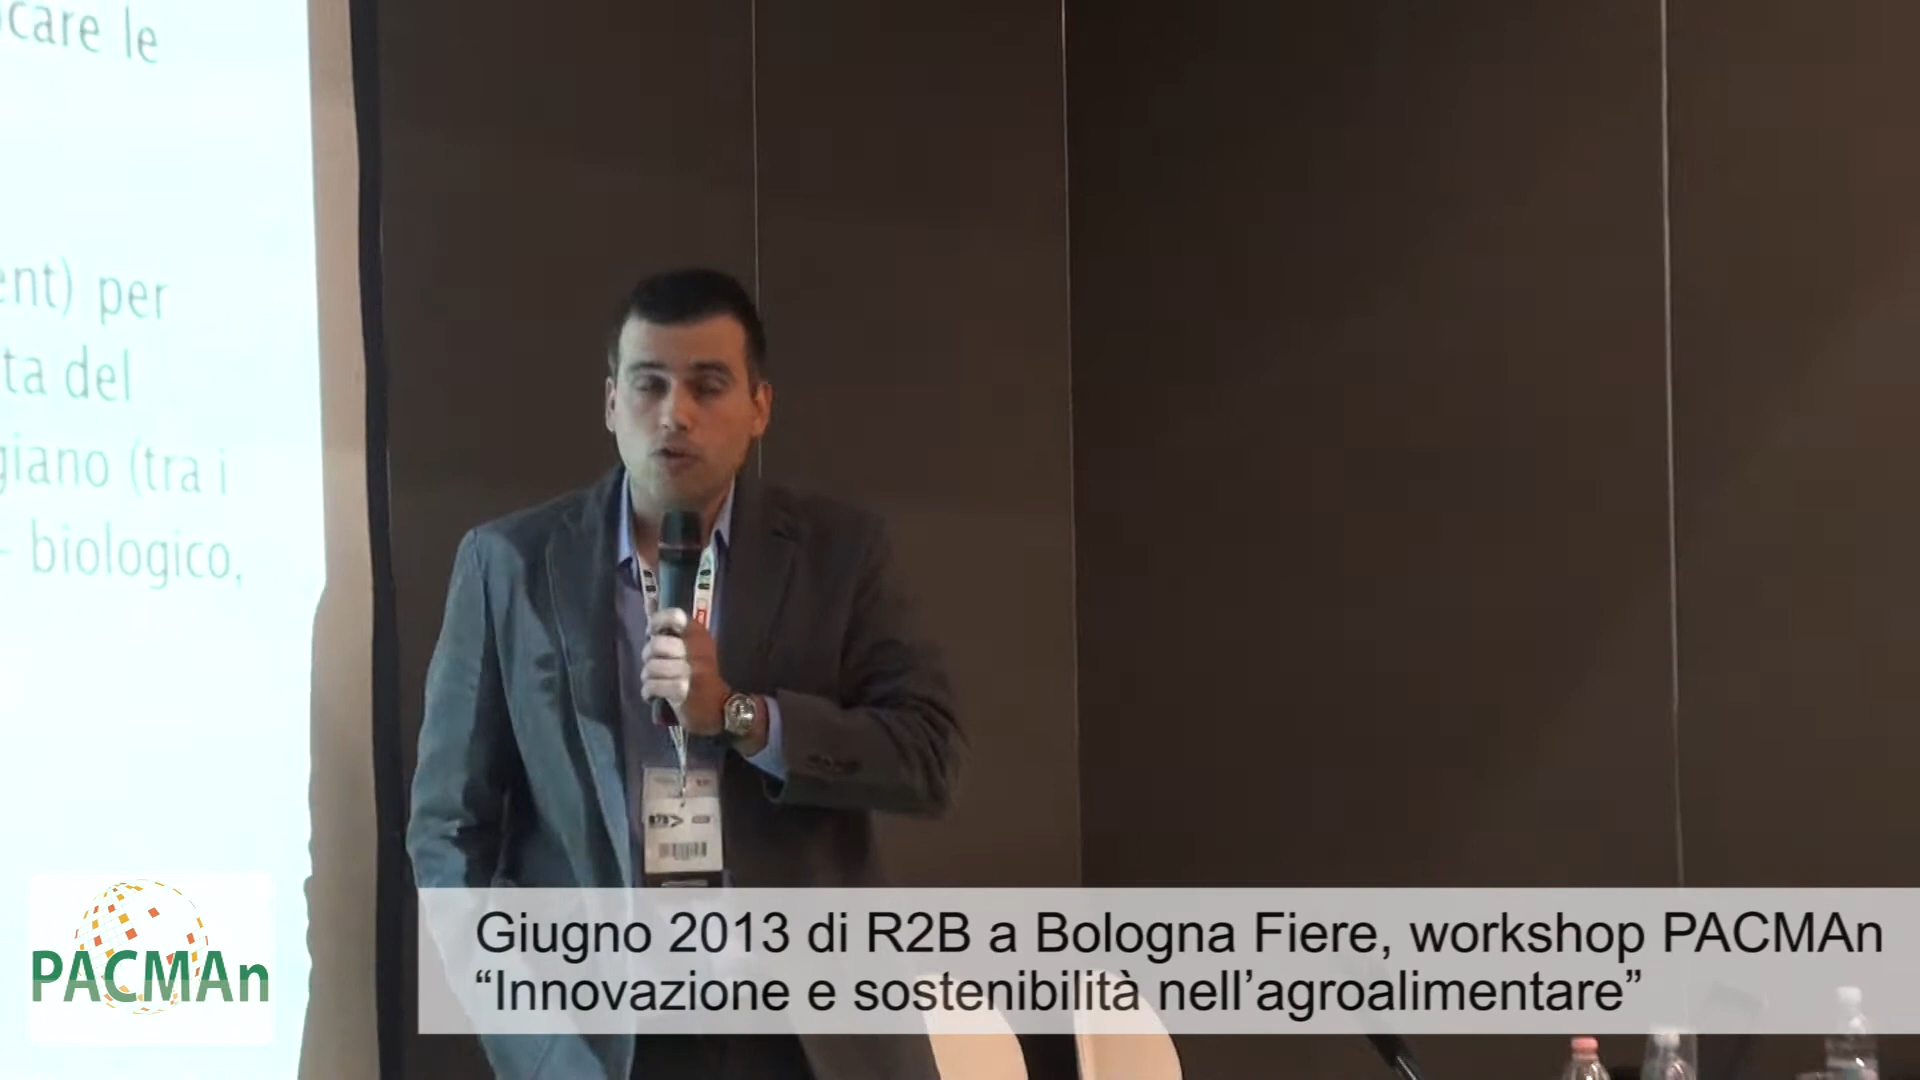 care le
ent) per
ta del
giano (tra i
- biologico,
PACMAn
Giugno 2013 di R2B a Bologna Fiere, workshop PACMAn
“Innovazione e sostenibilità nell’agroalimentare”